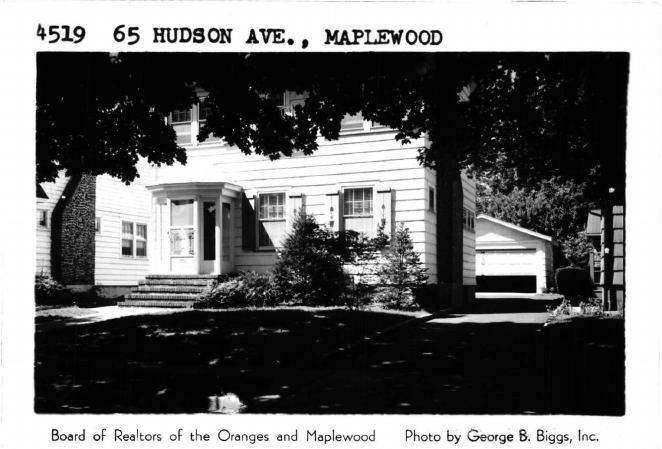 4519 65 HUDSON AVE., MAPLEWOOD
Board of Realtors of the Oranges and Maplewood Photo by George B. Biggs, Inc.